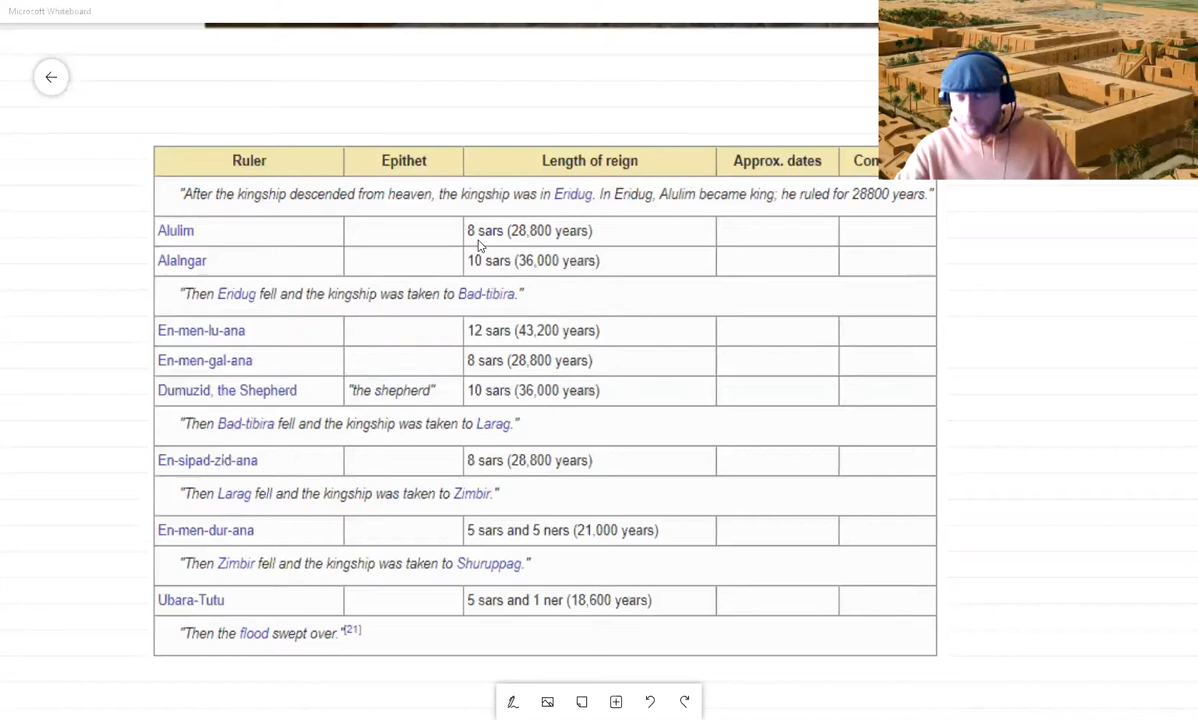 Microsoft Whiteboard
Ruler Epithet Length of reign Approx. dates
"After the kingship descended from heaven, the kingship was in Eridug. In Eridug, Alulim became king; he ruled for 28800 years."
Alulim 8 sars (28,800 years)
Alalngar 10 sars (36,000 years)
"Then Eridug fell and the kingship was taken to Bad-tibira."
En-men-lu-ana 12 sars (43,200 years)
En-men-gal-ana 8 sars (28,800 years)
Dumuzid, the Shepherd "the shepherd" 10 sars (36,000 years)
"Then Bad-tibira fell and the kingship was taken to Larag."
En-sipad-zid-ana 8 sars (28,800 years)
"Then Larag fell and the kingship was taken to Zimbir."
En-men-dur-ana 5 sars and 5 ners (21,000 years)
"Then Zimbir fell and the kingship was taken to Shuruppag."
Ubara-Tutu 5 sars and 1 ner (18,600 years)
"Then the flood swept over."[21]